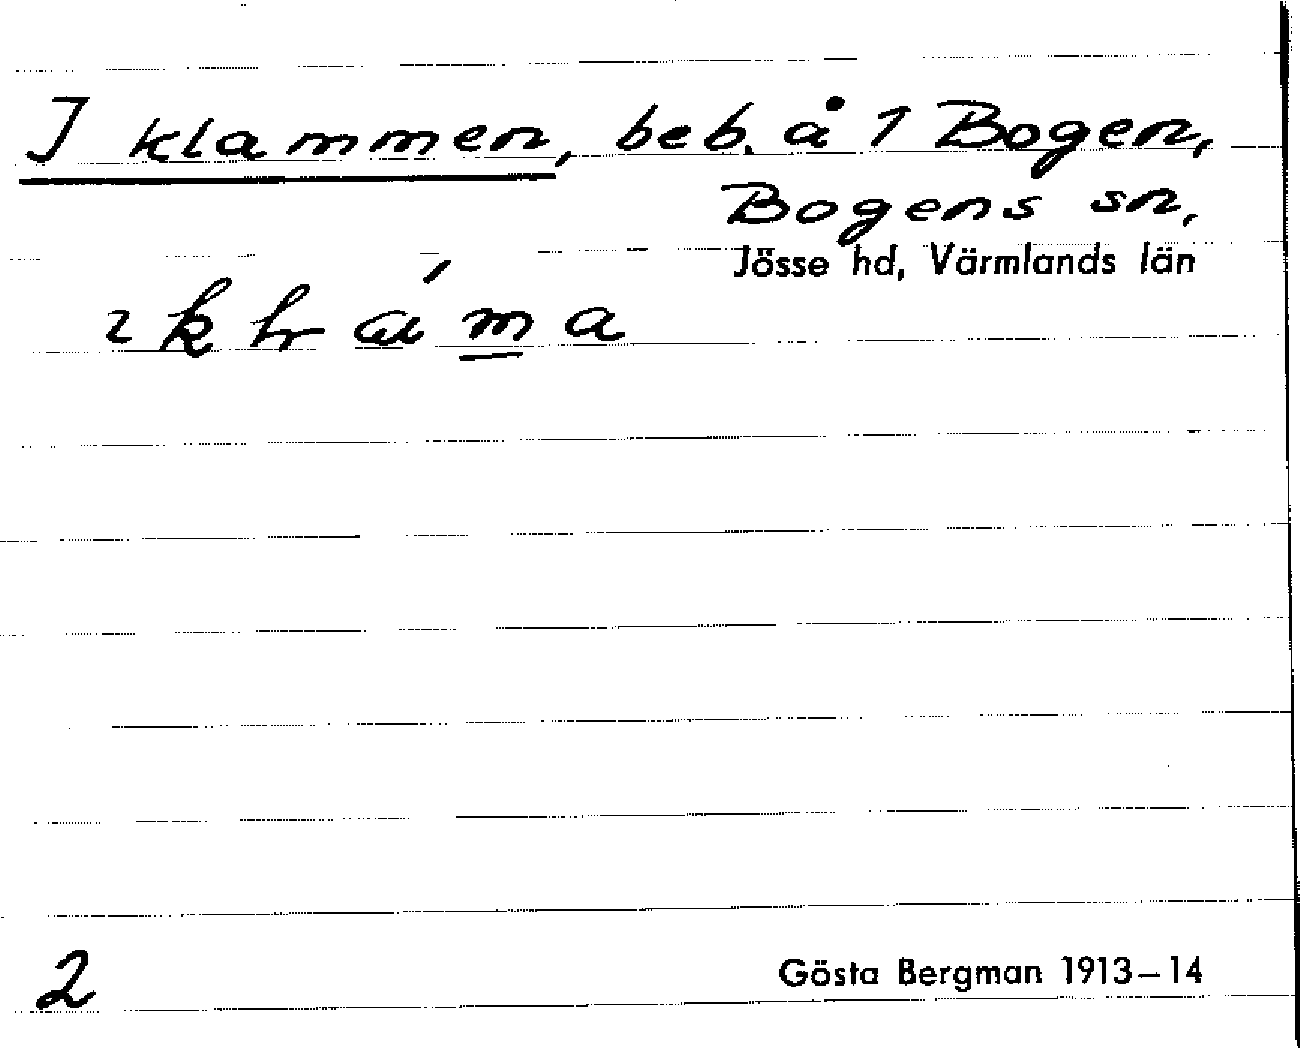 I klammen, beb. å 1 Bogen,
Bogens sn,
Jösse hd, Värmlands län
2
Gösta Bergman 1913–14